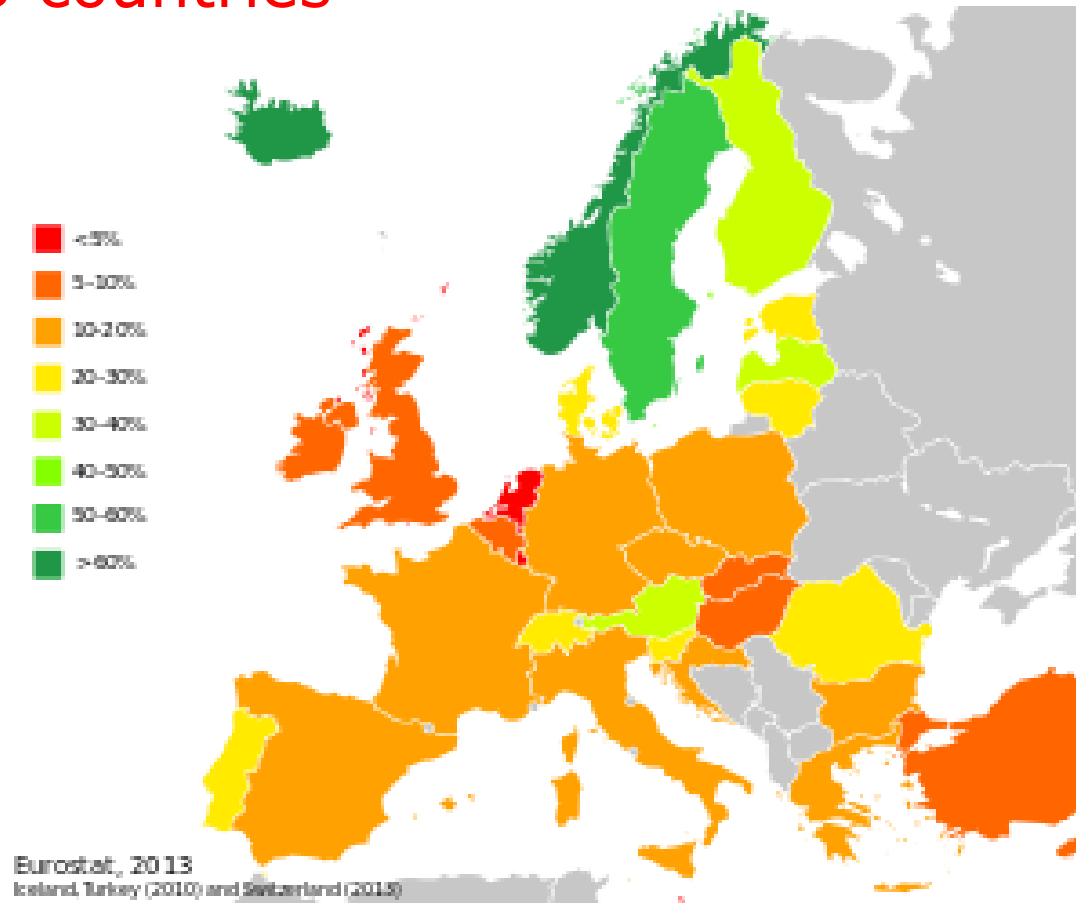 countries
<5%
5-10%
10-20%
20-30%
30-40%
40-50%
50-60%
>60%
Eurostat, 2013
Iceland, Turkey (2010) and Switzerland